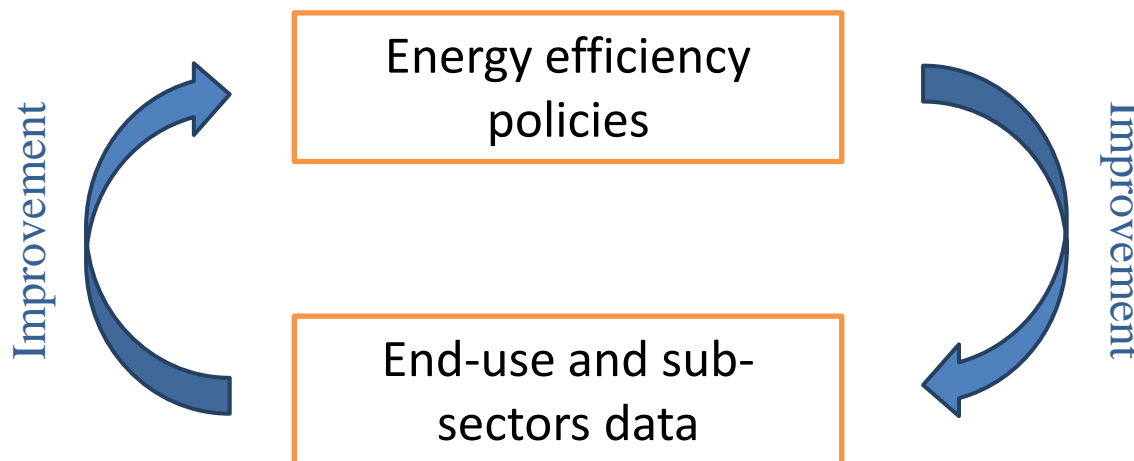 Energy efficiency
policies
Improvement
Improvement
End-use and sub-
sectors data